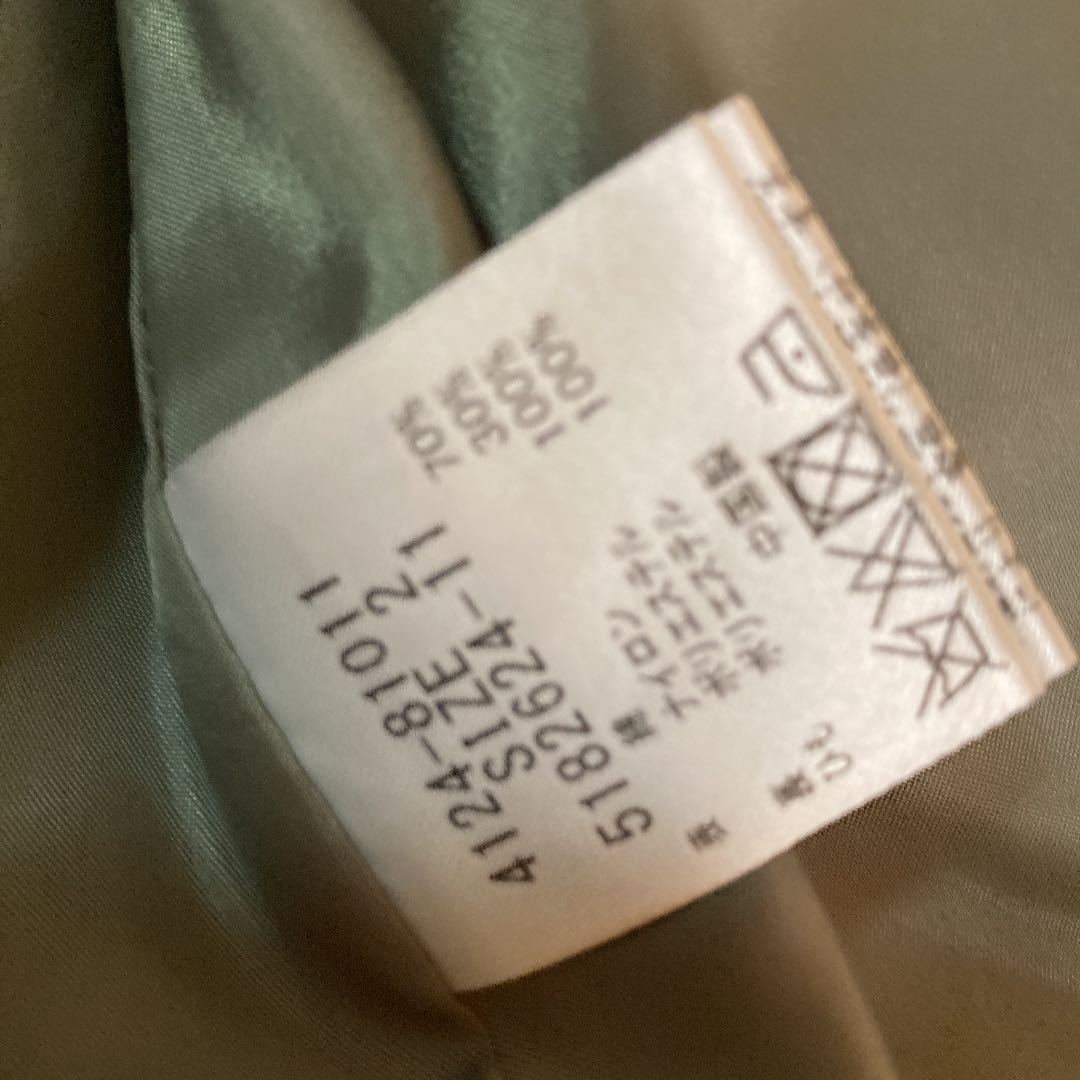 4124-81011
SIZE 2
5182624-11
表 綿 70%
ナイロン 30%
裏 ポリエステル 100%
ひも ポリエステル 100%
中国製